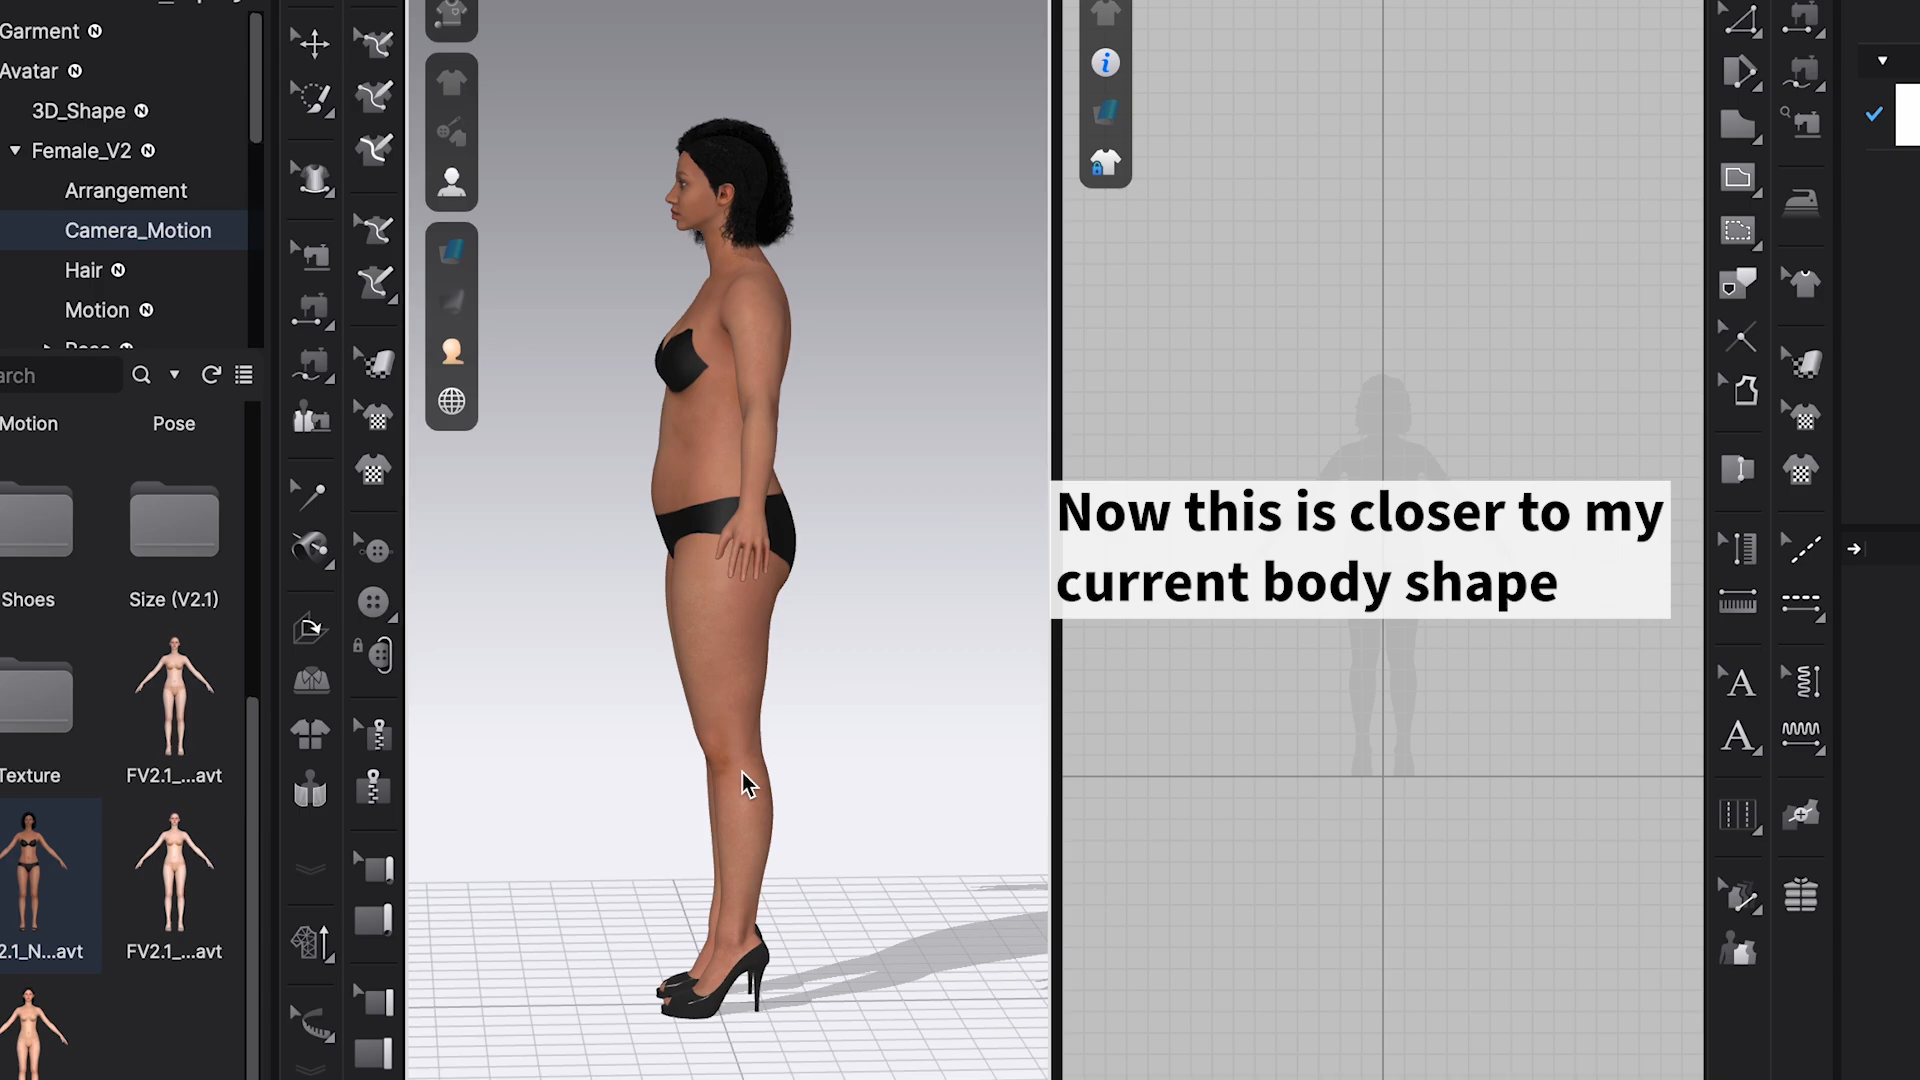 Garment N
Avatar N
3D_Shape N
Female_V2 N
Arrangement
Camera_Motion
Hair N
Motion N
arch
Motion
Pose
Shoes
Size (V2.1)
Texture
FV2.1_...avt
2.1_N...avt
FV2.1_...avt
Now this is closer to my
current body shape